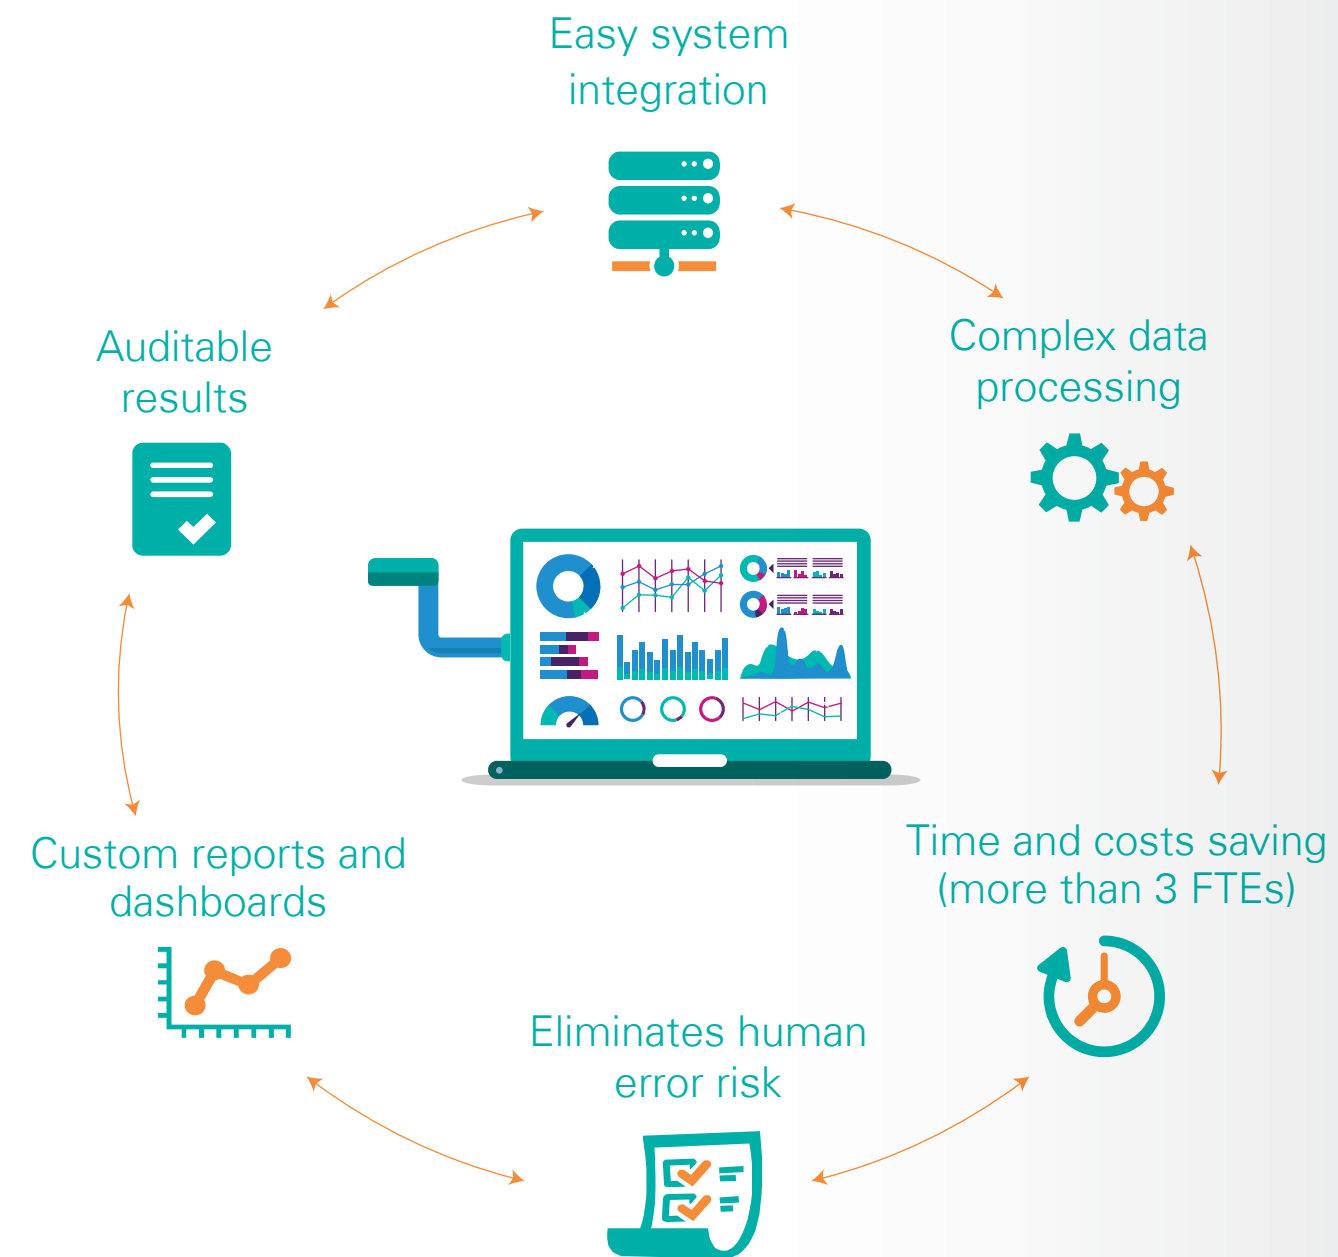 Easy system
integration
Complex data
processing
Auditable
results
Time and costs saving
(more than 3 FTEs)
Custom reports and
dashboards
Eliminates human
error risk